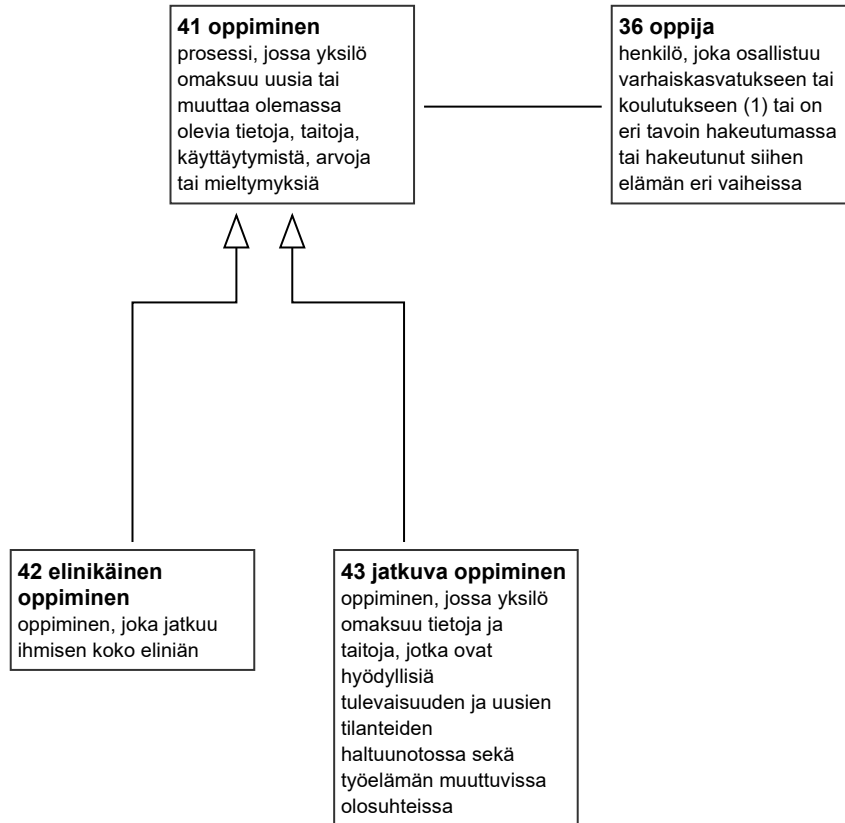 41 oppiminen
prosessi, jossa yksilö
omaksuu uusia tai
muuttaa olemassa
olevia tietoja, taitoja,
käyttäytymistä, arvoja
tai mieltymyksiä
36 oppija
henkilö, joka osallistuu
varhaiskasvatukseen tai
koulutukseen (1) tai on
eri tavoin hakeutumassa
tai hakeutunut siihen
elämän eri vaiheissa
42 elinikäinen
oppiminen
oppiminen, joka jatkuu
ihmisen koko eliniän
43 jatkuva oppiminen
oppiminen, jossa yksilö
omaksuu tietoja ja
taitoja, jotka ovat
hyödyllisiä
tulevaisuuden ja uusien
tilanteiden
haltuunotossa sekä
työelämän muuttuvissa
olosuhteissa